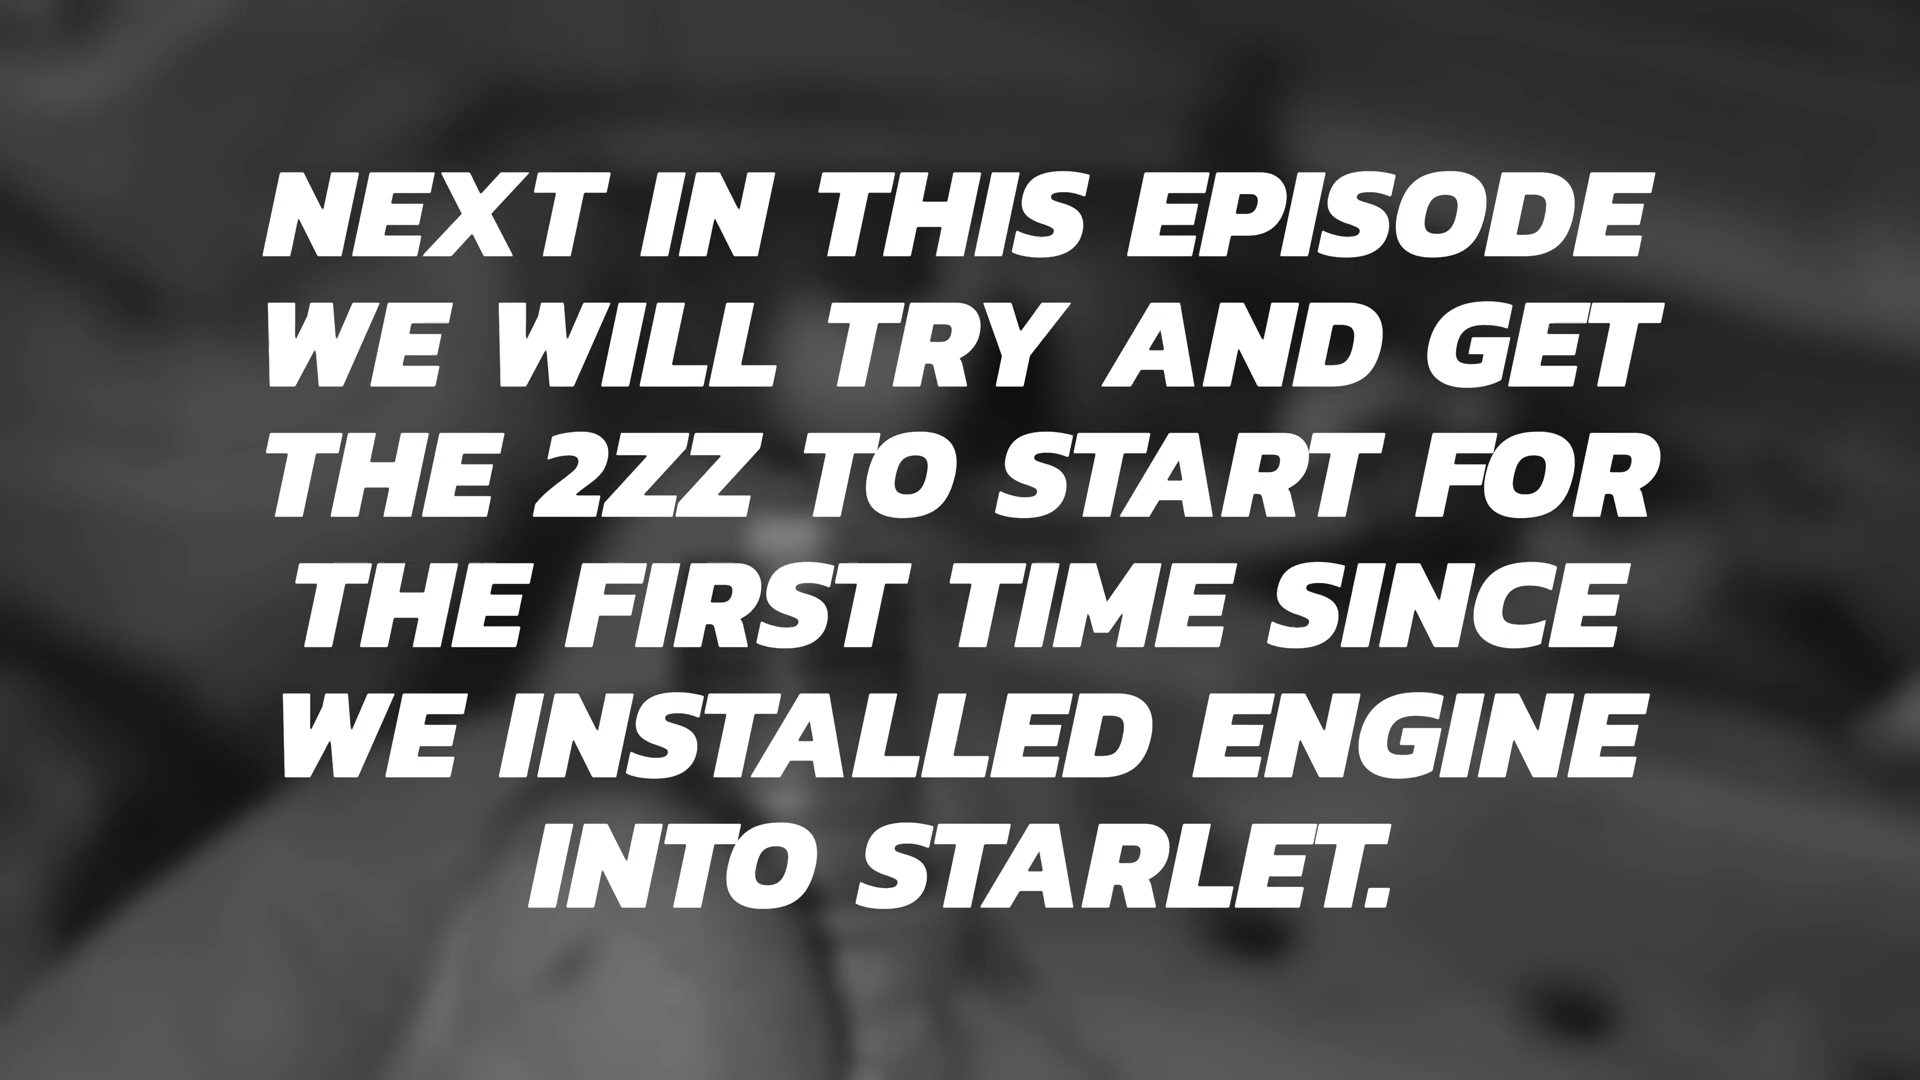 NEXT IN THIS EPISODE
WE WILL TRY AND GET
THE 2ZZ TO START FOR
THE FIRST TIME SINCE
WE INSTALLED ENGINE
INTO STARLET.